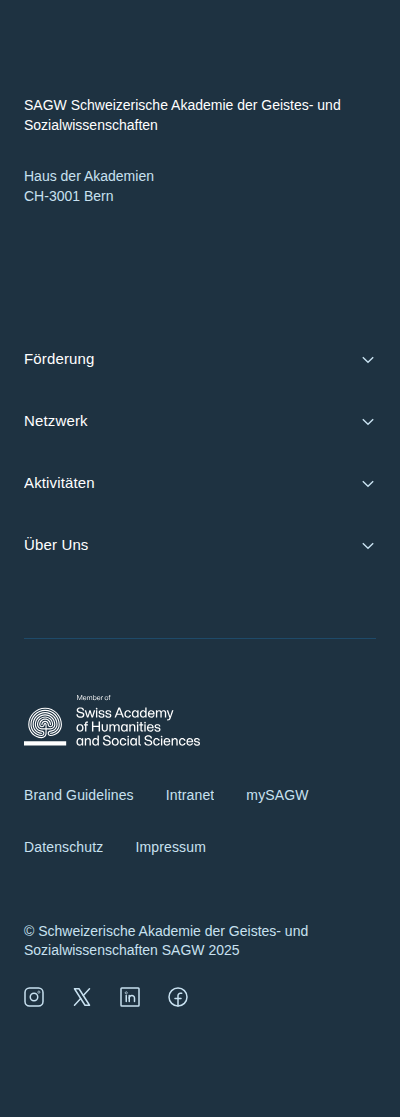 SAGW Schweizerische Akademie der Geistes- und
Sozialwissenschaften
Haus der Akademien
CH-3001 Bern
Förderung
Netzwerk
Aktivitäten
Über Uns
Member of
Swiss Academy
of Humanities
and Social Sciences
Brand Guidelines Intranet mySAGW
Datenschutz Impressum
© Schweizerische Akademie der Geistes- und
Sozialwissenschaften SAGW 2025